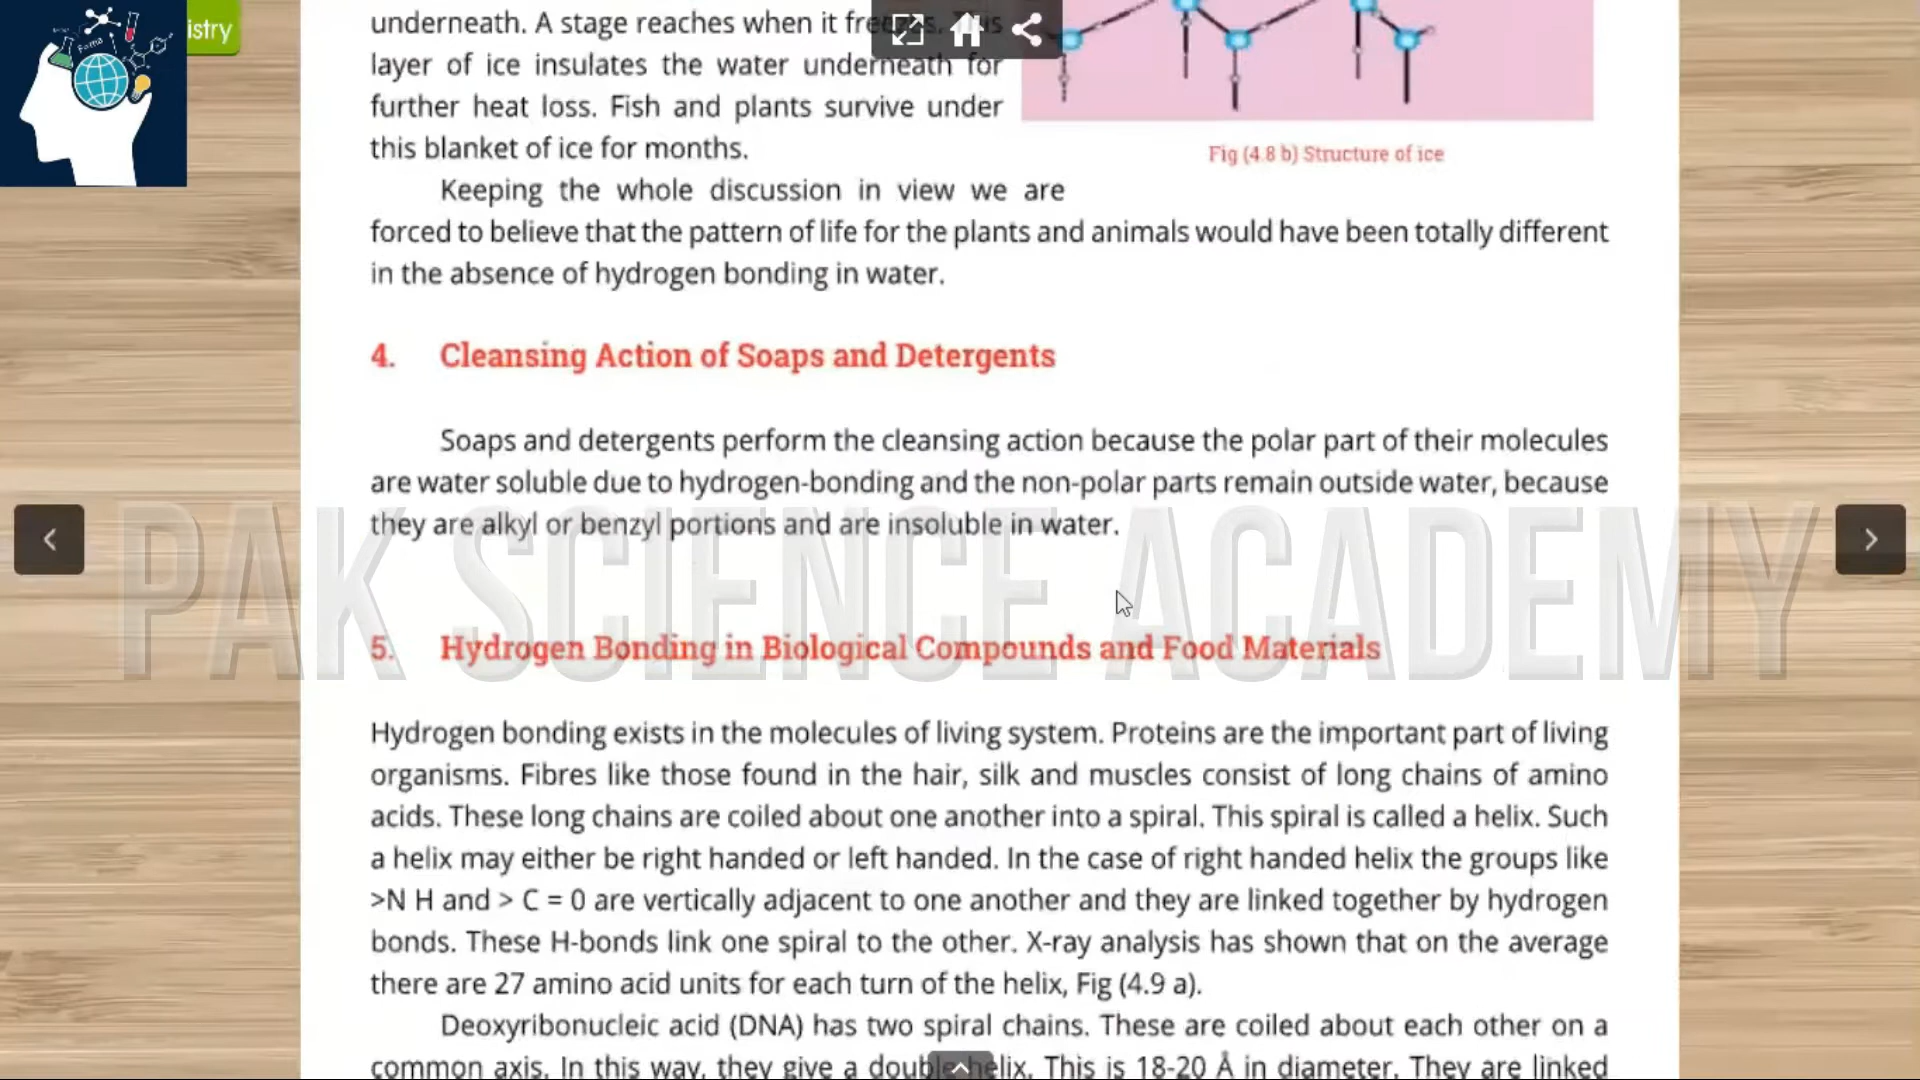 istry
Forma
underneath. A stage reaches when it freezes. This
layer of ice insulates the water underneath for
further heat loss. Fish and plants survive under
this blanket of ice for months.
Fig (4.8 b) Structure of ice
Keeping the whole discussion in view we are
forced to believe that the pattern of life for the plants and animals would have been totally different
in the absence of hydrogen bonding in water.
4. Cleansing Action of Soaps and Detergents
Soaps and detergents perform the cleansing action because the polar part of their molecules
are water soluble due to hydrogen-bonding and the non-polar parts remain outside water, because
they are alkyl or benzyl portions and are insoluble in water.
PAK SCIENCE ACADEMY
5. Hydrogen Bonding in Biological Compounds and Food Materials
Hydrogen bonding exists in the molecules of living system. Proteins are the important part of living
organisms. Fibres like those found in the hair, silk and muscles consist of long chains of amino
acids. These long chains are coiled about one another into a spiral. This spiral is called a helix. Such
a helix may either be right handed or left handed. In the case of right handed helix the groups like
>N H and > C = 0 are vertically adjacent to one another and they are linked together by hydrogen
bonds. These H-bonds link one spiral to the other. X-ray analysis has shown that on the average
there are 27 amino acid units for each turn of the helix, Fig (4.9 a).
Deoxyribonucleic acid (DNA) has two spiral chains. These are coiled about each other on a
common axis. In this way, they give a double helix. This is 18-20 Å in diameter. They are linked